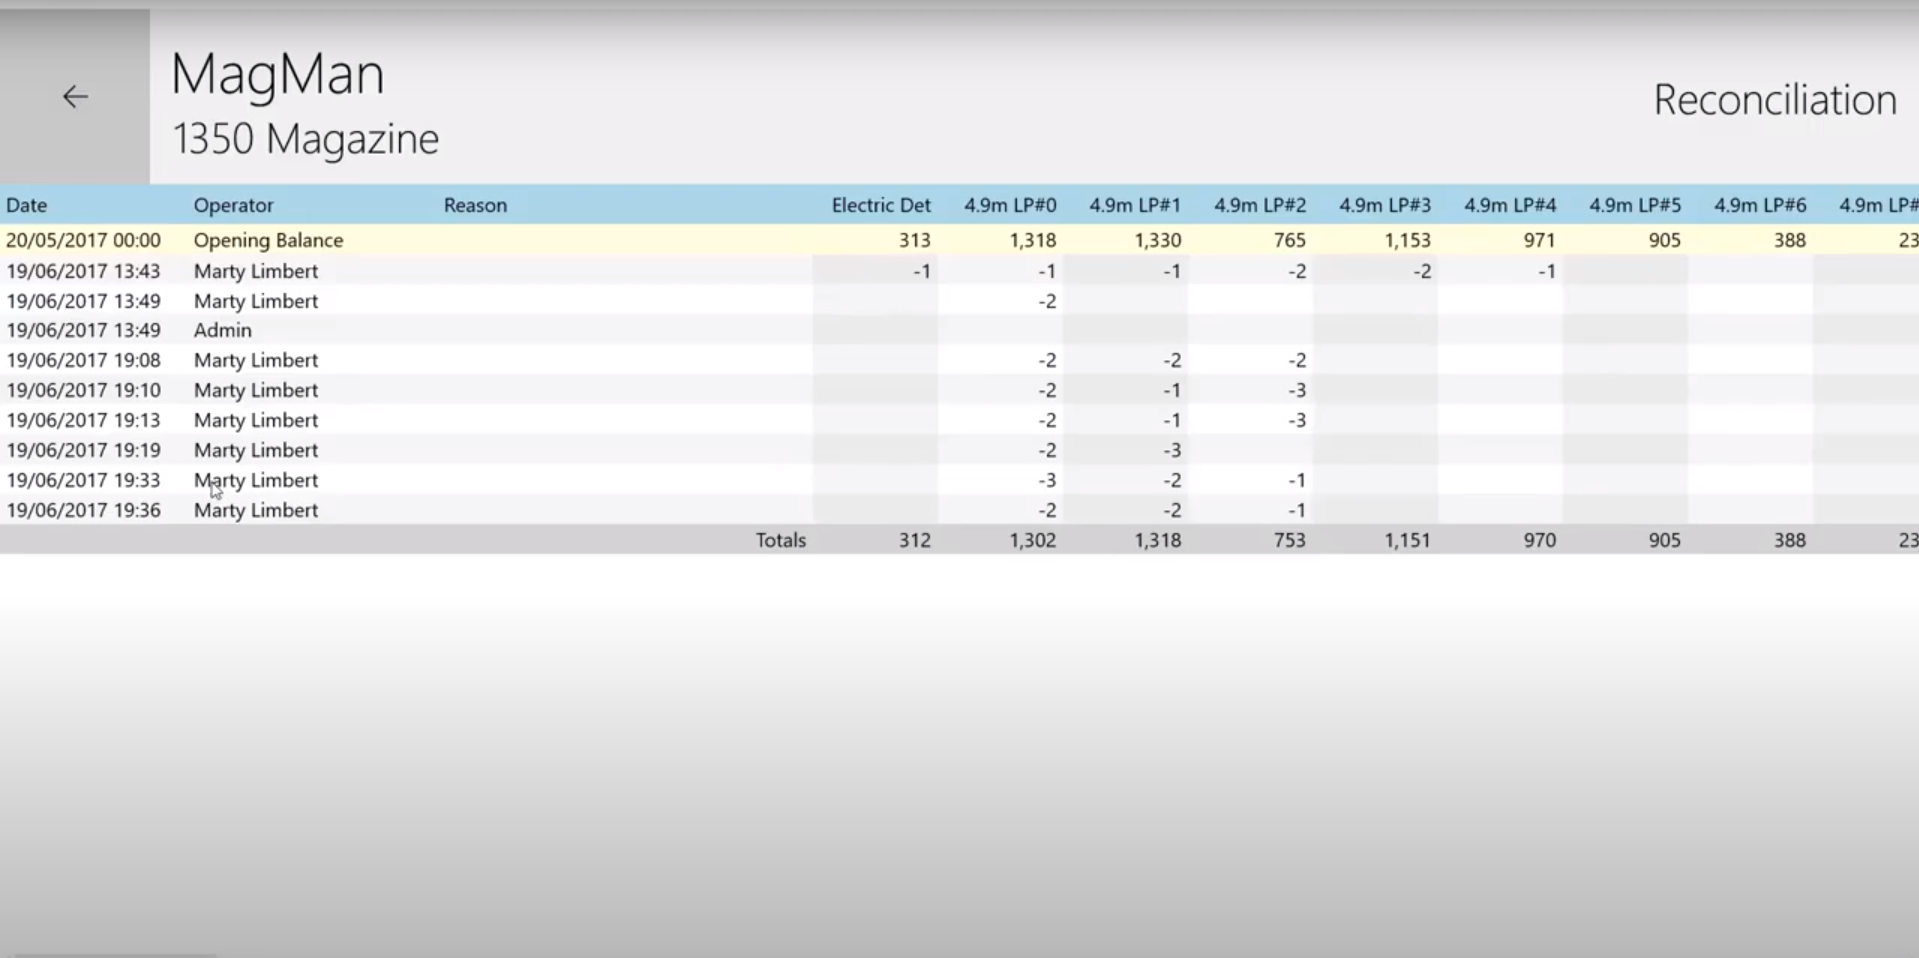 MagMan
1350 Magazine
Reconciliation
Date Operator Reason Electric Det 4.9m LP#0 4.9m LP#1 4.9m LP#2 4.9m LP#3 4.9m LP#4 4.9m LP#5 4.9m LP#6 4.9m LP#
20/05/2017 00:00 Opening Balance 313 1,318 1,330 765 1,153 971 905 388 23
19/06/2017 13:43 Marty Limbert -1 -1 -1 -2 -2 -1
19/06/2017 13:49 Marty Limbert -2
19/06/2017 13:49 Admin
19/06/2017 19:08 Marty Limbert -2 -2 -2
19/06/2017 19:10 Marty Limbert -2 -1 -3
19/06/2017 19:13 Marty Limbert -2 -1 -3
19/06/2017 19:19 Marty Limbert -2 -3
19/06/2017 19:33 Marty Limbert -3 -2 -1
19/06/2017 19:36 Marty Limbert -2 -2 -1
Totals 312 1,302 1,318 753 1,151 970 905 388 23